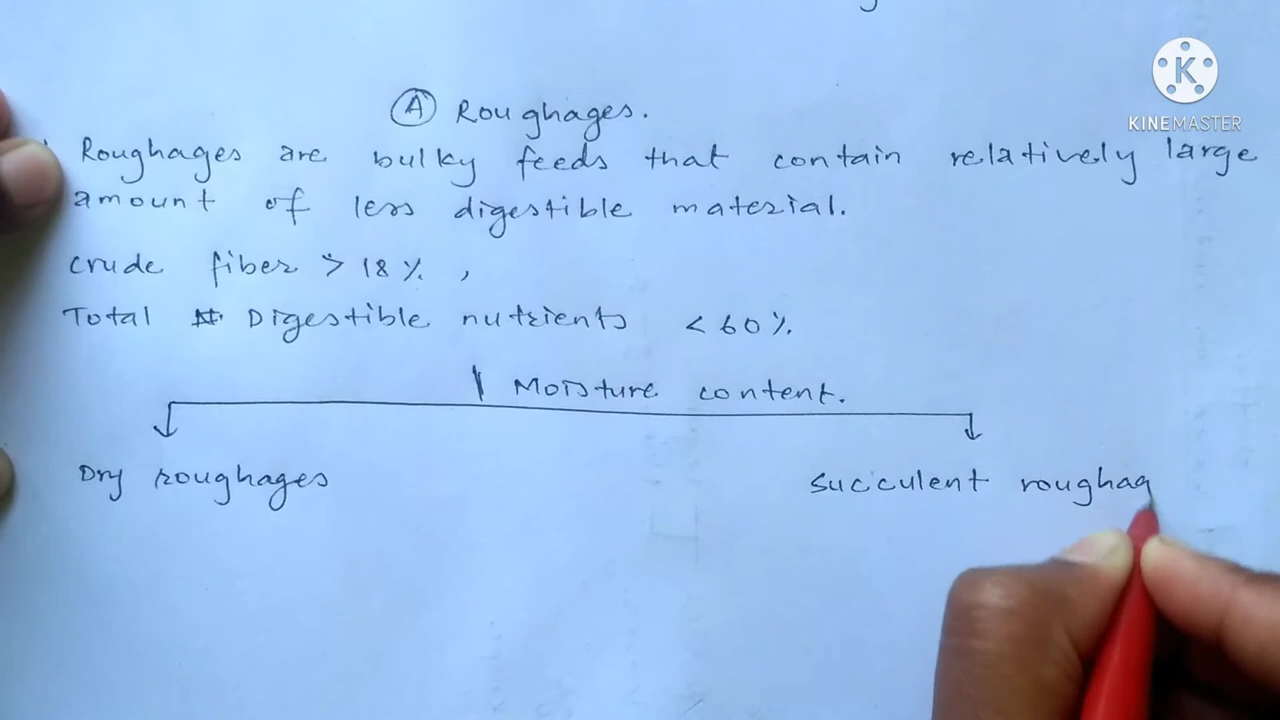 A Roughages.
K
KINEMASTER
Roughages are bulky feeds that contain relatively large
amount of less digestible material.
Crude fiber > 18%,
Total Digestible nutrients < 60%
Moisture content.
Dry roughages
Succulent roughag